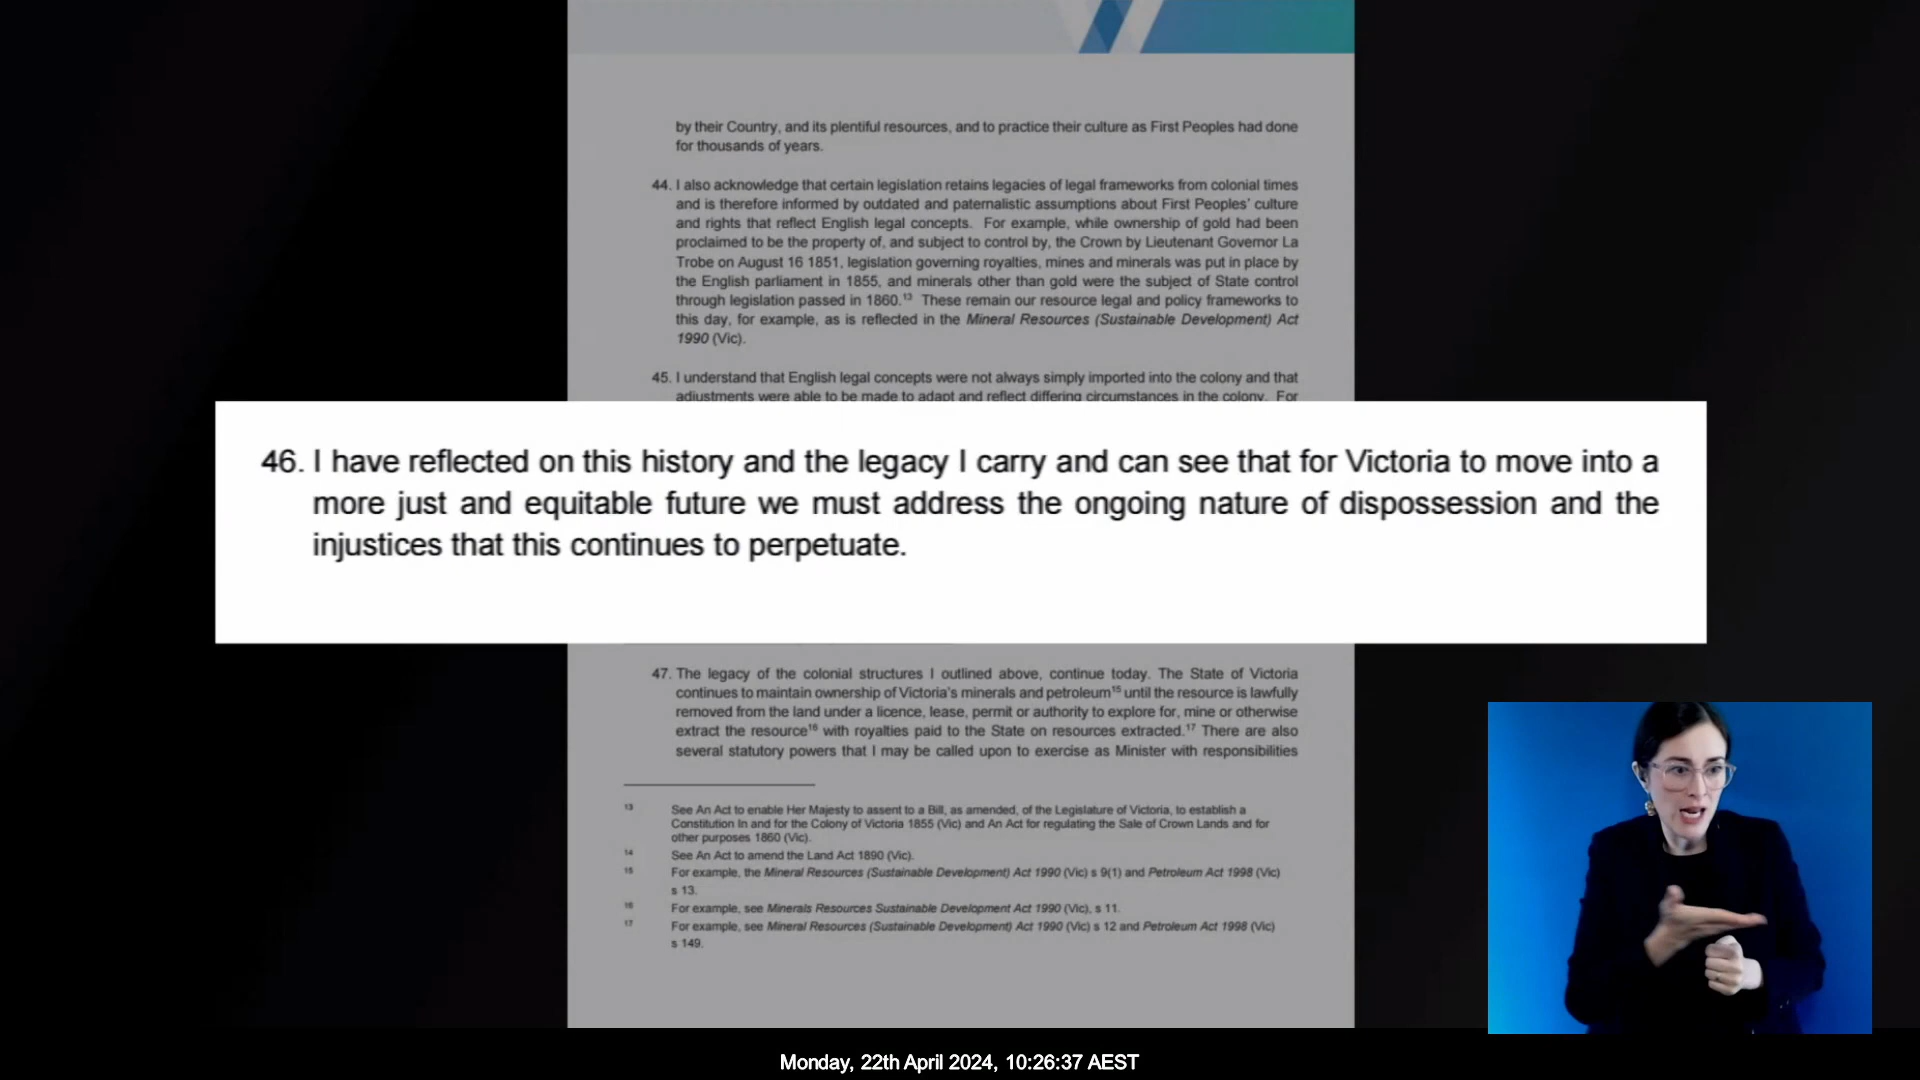 by their Country, and its plentiful resources, and to practice their culture as First Peoples had done
for thousands of years.
44. I also acknowledge that certain legislation retains legacies of legal frameworks from colonial times
and is therefore informed by outdated and paternalistic assumptions about First Peoples' culture
and rights that reflect English legal concepts. For example, while ownership of gold had been
proclaimed to be the property of, and subject to control by, the Crown by Lieutenant Governor La
Trobe on August 16 1851, legislation governing royalties, mines and minerals was put in place by
the English parliament in 1855, and minerals other than gold were the subject of State control
through legislation passed in 1860.13 These remain our resource legal and policy frameworks to
this day, for example, as is reflected in the Mineral Resources (Sustainable Development) Act
1990 (Vic).
45. I understand that English legal concepts were not always simply imported into the colony and that
adjustments were able to be made to adapt and reflect differing circumstances in the colony. For
46. I have reflected on this history and the legacy I carry and can see that for Victoria to move into a
more just and equitable future we must address the ongoing nature of dispossession and the
injustices that this continues to perpetuate.
47. The legacy of the colonial structures I outlined above, continue today. The State of Victoria
continues to maintain ownership of Victoria's minerals and petroleum15 until the resource is lawfully
removed from the land under a licence, lease, permit or authority to explore for, mine or otherwise
extract the resource16 with royalties paid to the State on resources extracted.17 There are also
several statutory powers that I may be called upon to exercise as Minister with responsibilities
13 See An Act to enable Her Majesty to assent to a Bill, as amended, of the Legislature of Victoria, to establish a
Constitution In and for the Colony of Victoria 1855 (Vic) and An Act for regulating the Sale of Crown Lands and for
other purposes 1860 (Vic).
14 See An Act to amend the Land Act 1890 (Vic).
15 For example, the Mineral Resources (Sustainable Development) Act 1990 (Vic) s 9(1) and Petroleum Act 1998 (Vic)
s 13.
16 For example, see Minerals Resources Sustainable Development Act 1990 (Vic), s 11.
17 For example, see Mineral Resources (Sustainable Development) Act 1990 (Vic) s 12 and Petroleum Act 1998 (Vic)
s 149.
Monday, 22th April 2024, 10:26:37 AEST